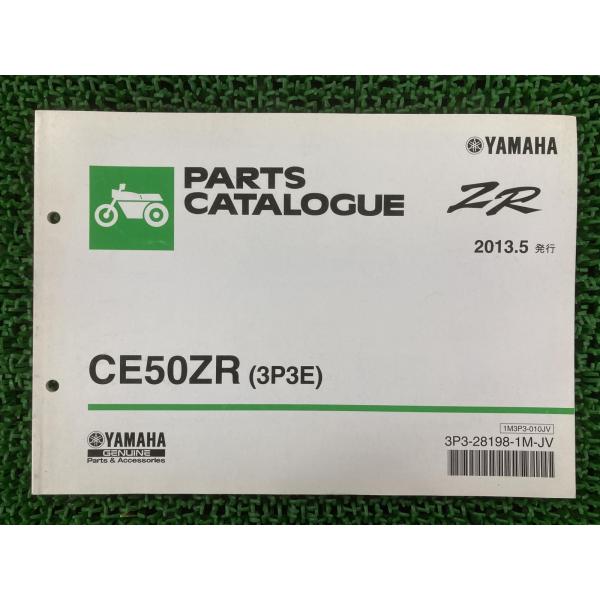 YAMAHA
PARTS
CATALOGUE
ZR
2013.5 発行
CE50ZR (3P3E)
1M3P3-010JV
3P3-28198-1M-JV
YAMAHA
GENUINE
Parts & Accessories